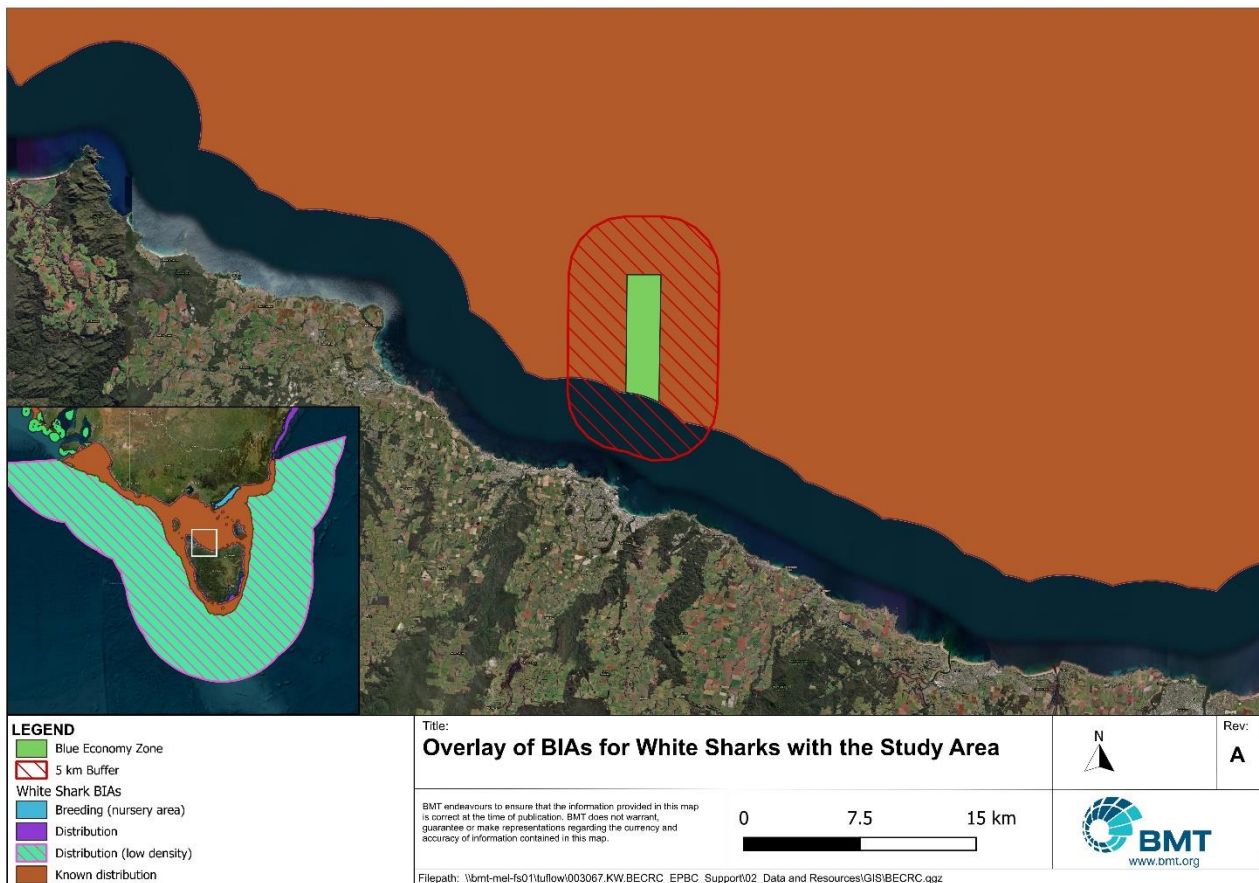 LEGEND
Blue Economy Zone
5 km Buffer
White Shark BIAs
Breeding (nursery area)
Distribution
Distribution (low density)
Known distribution
Title:
Overlay of BIAs for White Sharks with the Study Area
BMT endeavours to ensure that the information provided in this map
is correct at the time of publication. BMT does not warrant,
guarantee or make representations regarding the currency and
accuracy of information contained in this map.
0 7.5 15 km
Filepath: \\bmt-mel-fs01\tuflow\003067.KW.BECRC_EPBC_Support\02_Data and Resources\GIS\BECRC.qgz
N
Rev:
A
BMT
www.bmt.org